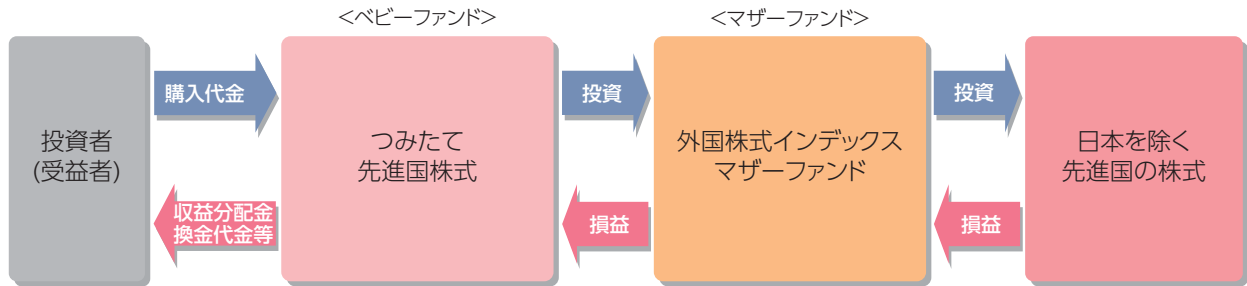 <ベビーファンド>
<マザーファンド>
投資者
(受益者)
購入代金
収益分配金
換金代金等
つみたて
先進国株式
投資
損益
外国株式インデックス
マザーファンド
投資
損益
日本を除く
先進国の株式